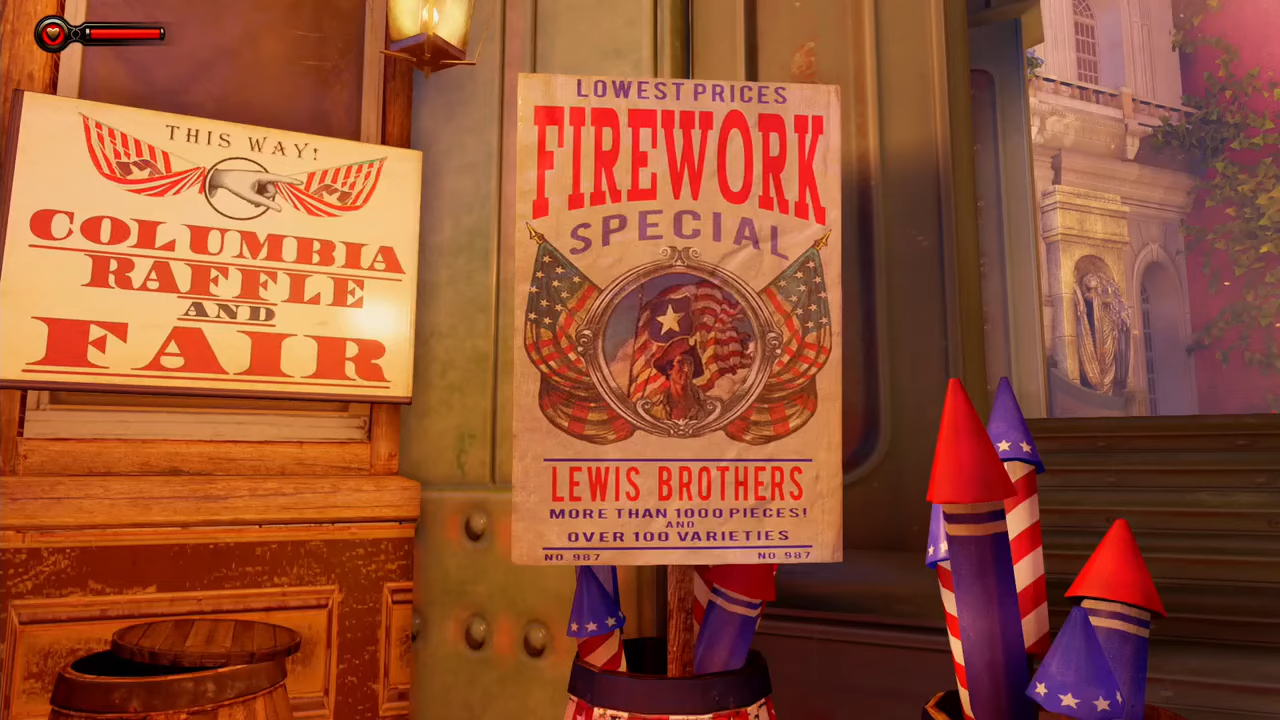 THIS WAY!
COLUMBIA
RAFFLE
AND
FAIR
LOWEST PRICES
FIREWORK
SPECIAL
LEWIS BROTHERS
MORE THAN 1000 PIECES!
AND
OVER 100 VARIETIES
NO. 987 NO. 987